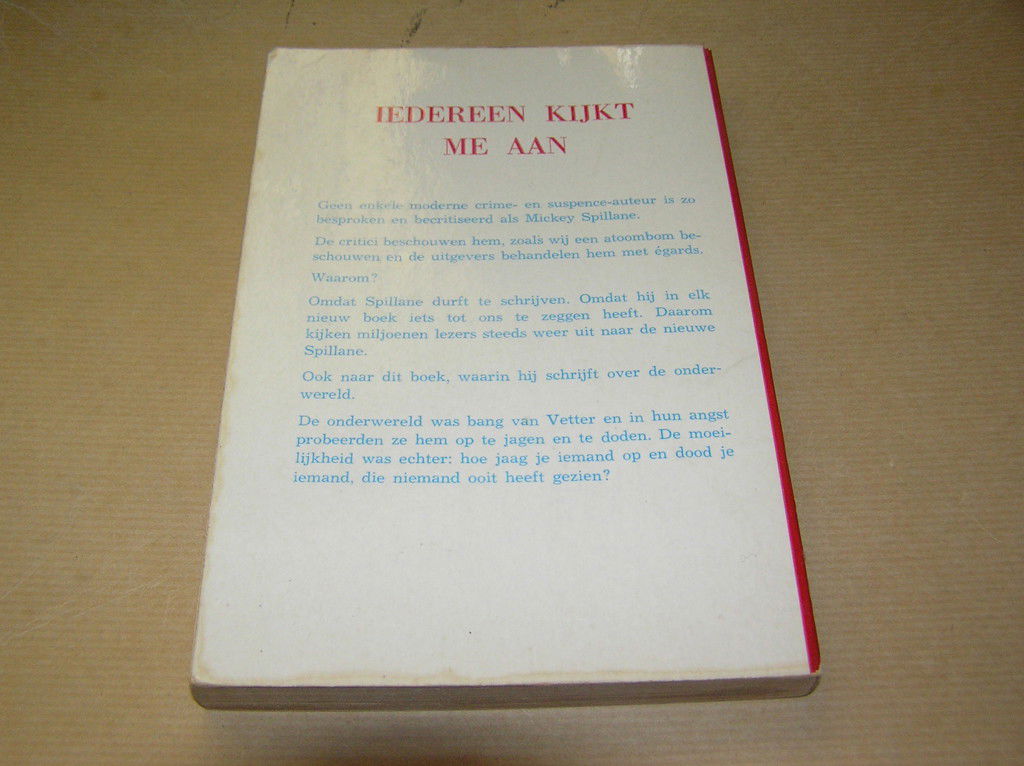 IEDEREEN KIJKT
ME AAN
Geen enkele moderne crime- en suspence-auteur is zo
besproken en becritiseerd als Mickey Spillane.
De critici beschouwen hem, zoals wij een atoombom be-
schouwen en de uitgevers behandelen hem met égards.
Waarom?
Omdat Spillane durft te schrijven. Omdat hij in elk
nieuw boek iets tot ons te zeggen heeft. Daarom
kijken miljoenen lezers steeds weer uit naar de nieuwe
Spillane.
Ook naar dit boek, waarin hij schrijft over de onder-
wereld.
De onderwereld was bang van Vetter en in hun angst
probeerden ze hem op te jagen en te doden. De moei-
lijkheid was echter: hoe jaag je iemand op en dood je
iemand, die niemand ooit heeft gezien?